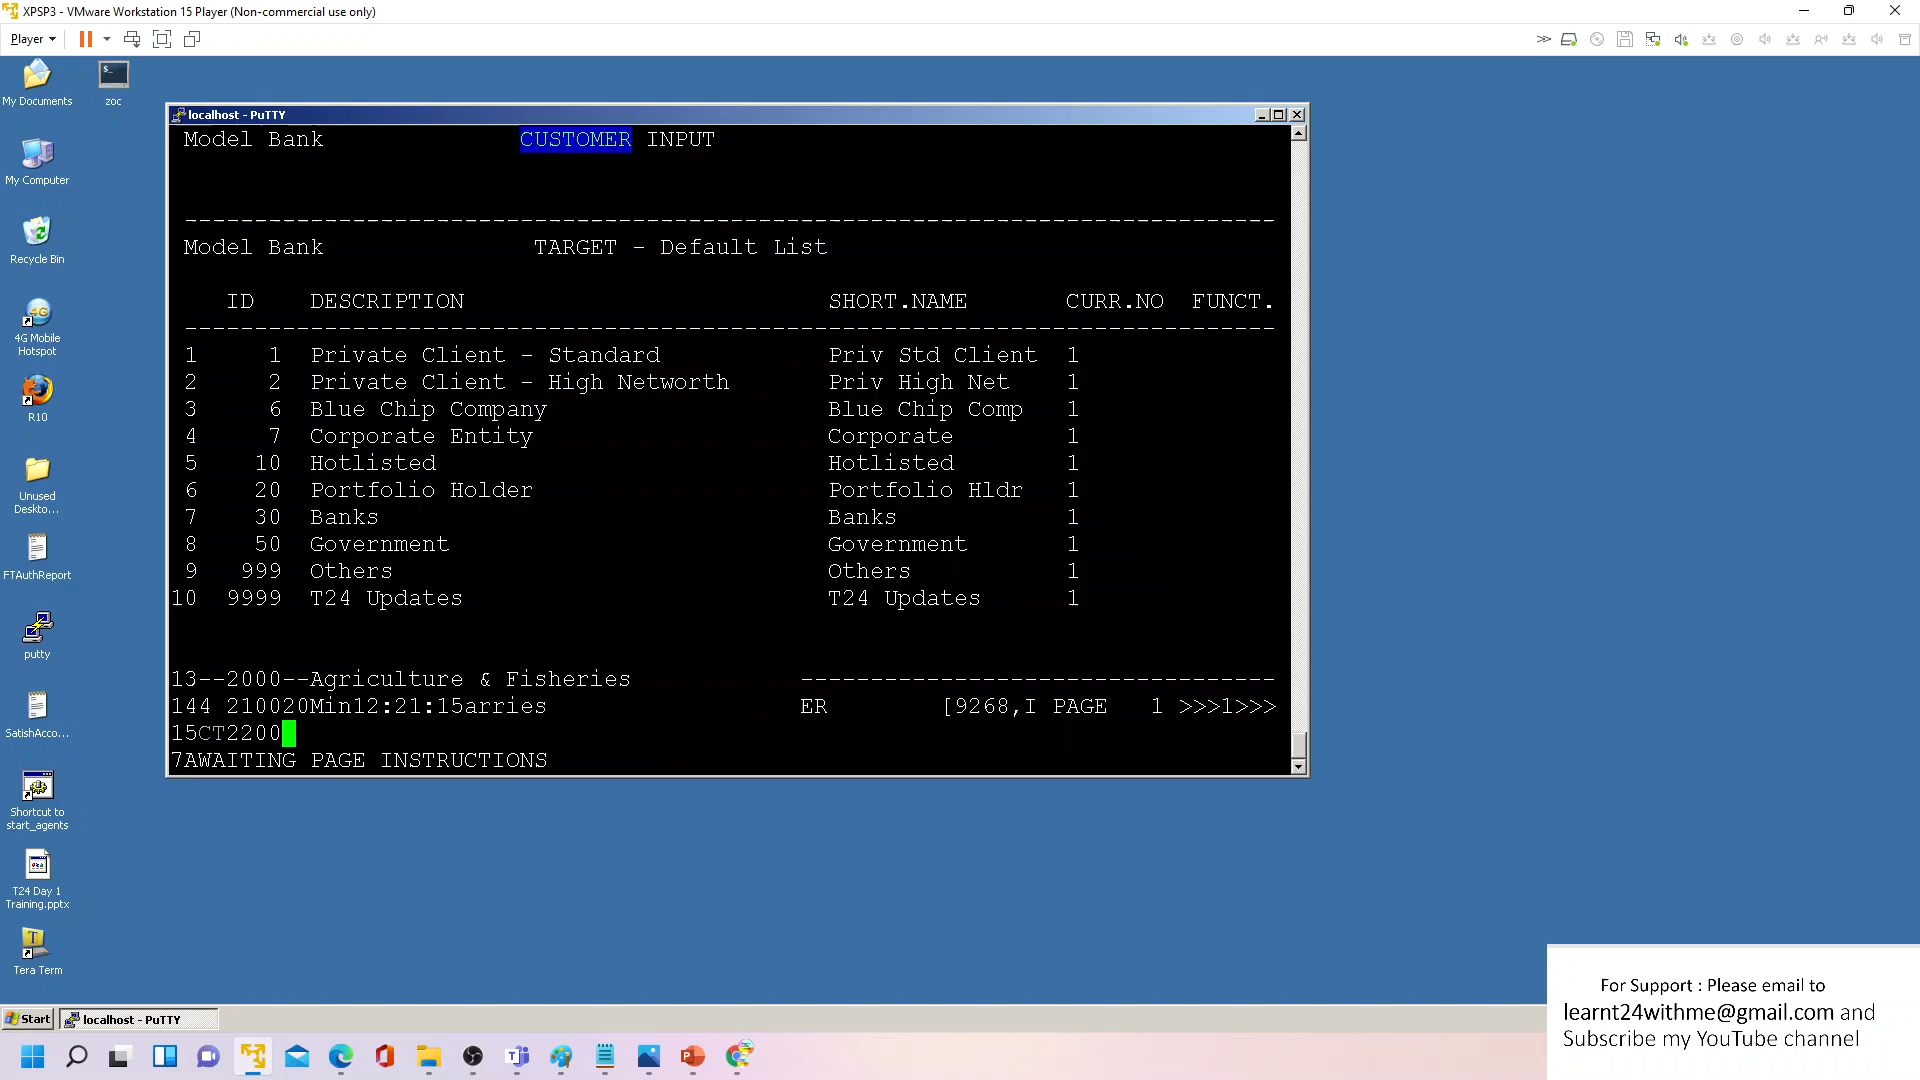 XPSP3 - VMware Workstation 15 Player (Non-commercial use only)
Player
My Documents
zoc
My Computer
Recycle Bin
4G
4G Mobile
Hotspot
R10
Unused
Deskto...
FTAuthReport
putty
SatishAcco...
Shortcut to
start_agents
T24 Day 1
Training.pptx
Tera Term
localhost - PuTTY
Model Bank CUSTOMER INPUT
--------------------------------------------------------------------------------
Model Bank TARGET - Default List
ID DESCRIPTION SHORT.NAME CURR.NO FUNCT.
--------------------------------------------------------------------------------
1 1 Private Client - Standard Priv Std Client 1
2 2 Private Client - High Networth Priv High Net 1
3 6 Blue Chip Company Blue Chip Comp 1
4 7 Corporate Entity Corporate 1
5 10 Hotlisted Hotlisted 1
6 20 Portfolio Holder Portfolio Hldr 1
7 30 Banks Banks 1
8 50 Government Government 1
9 999 Others Others 1
10 9999 T24 Updates T24 Updates 1
13--2000--Agriculture & Fisheries ----------------------------------
144 210020Min12:21:15arries ER [9268,I PAGE 1 >>>1>>>
15CT2200
7AWAITING PAGE INSTRUCTIONS
Start
localhost - PuTTY
For Support : Please email to
learnt24withme@gmail.com and
Subscribe my YouTube channel